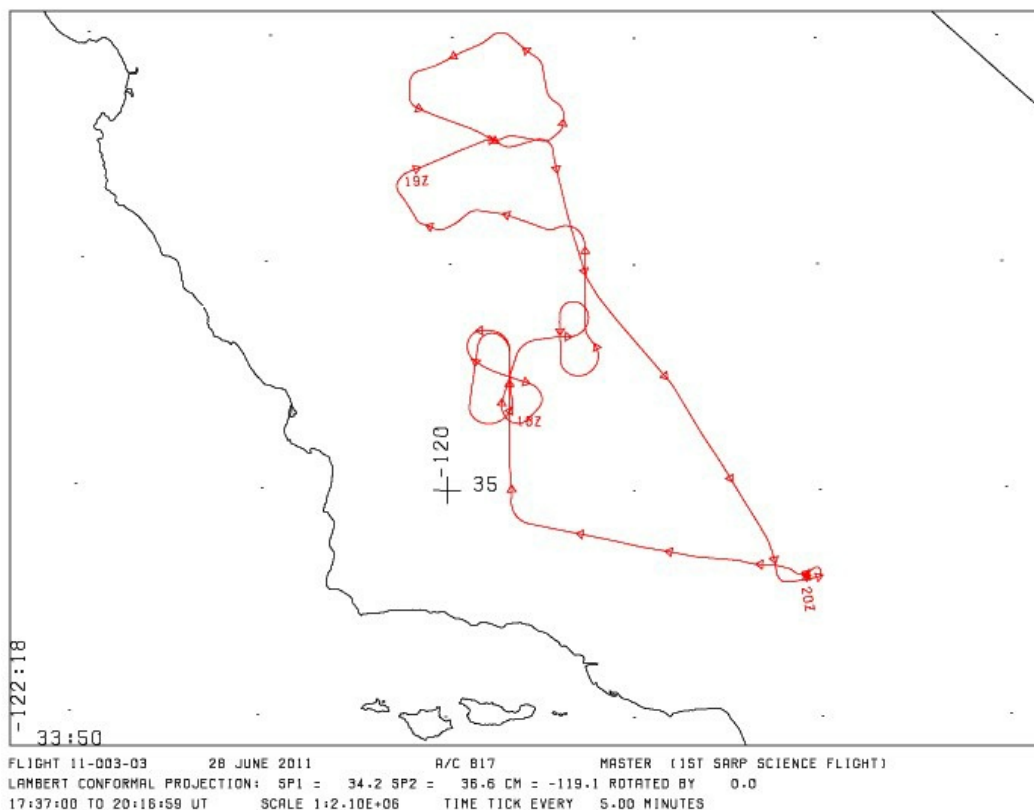 19Z
18Z
-120
35
20Z
-122:18
33:50
FLIGHT 11-003-03 28 JUNE 2011 A/C 817 MASTER (1ST SARP SCIENCE FLIGHT)
LAMBERT CONFORMAL PROJECTION: SP1 = 34.2 SP2 = 36.6 CM = -119.1 ROTATED BY 0.0
17:37:00 TO 20:16:59 UT SCALE 1:2.10E+06 TIME TICK EVERY 5.00 MINUTES